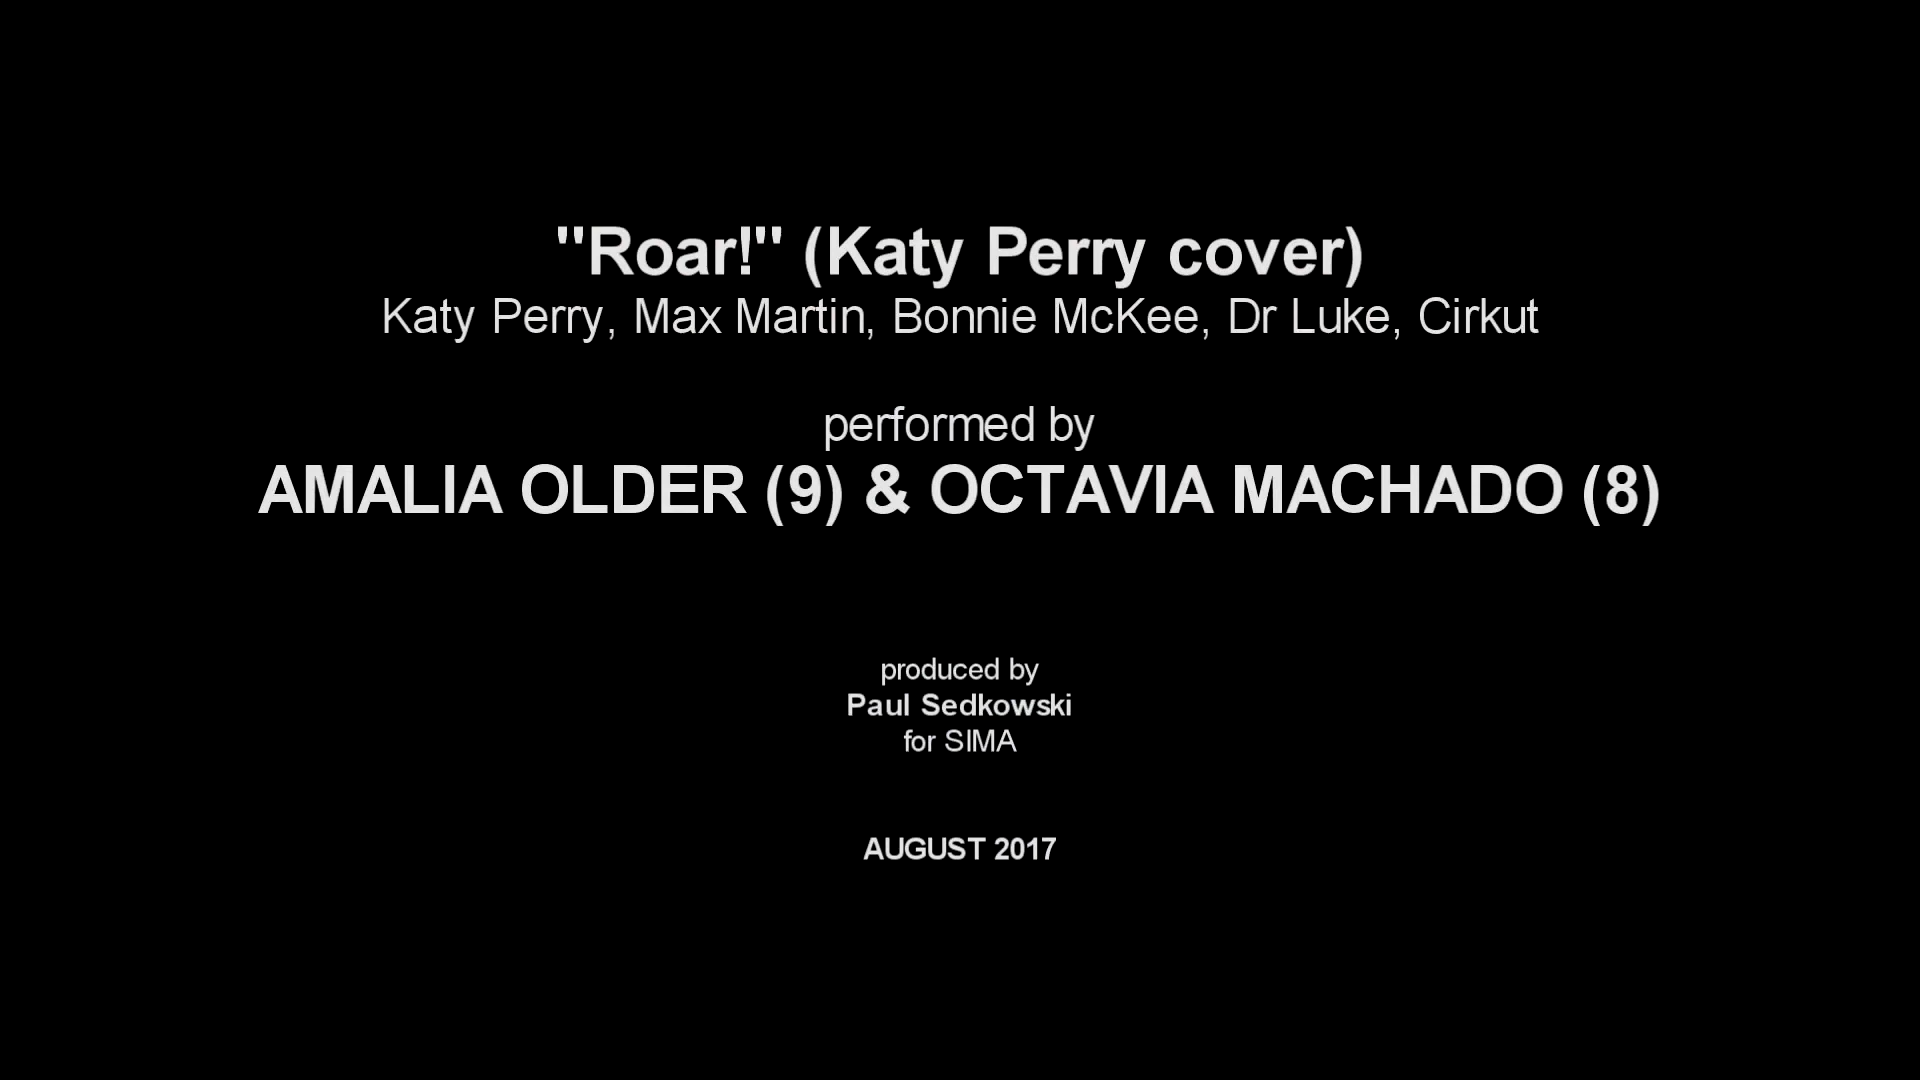 "Roar!" (Katy Perry cover)
Katy Perry, Max Martin, Bonnie McKee, Dr Luke, Cirkut
performed by
AMALIA OLDER (9) & OCTAVIA MACHADO (8)
produced by
Paul Sedkowski
for SIMA
AUGUST 2017